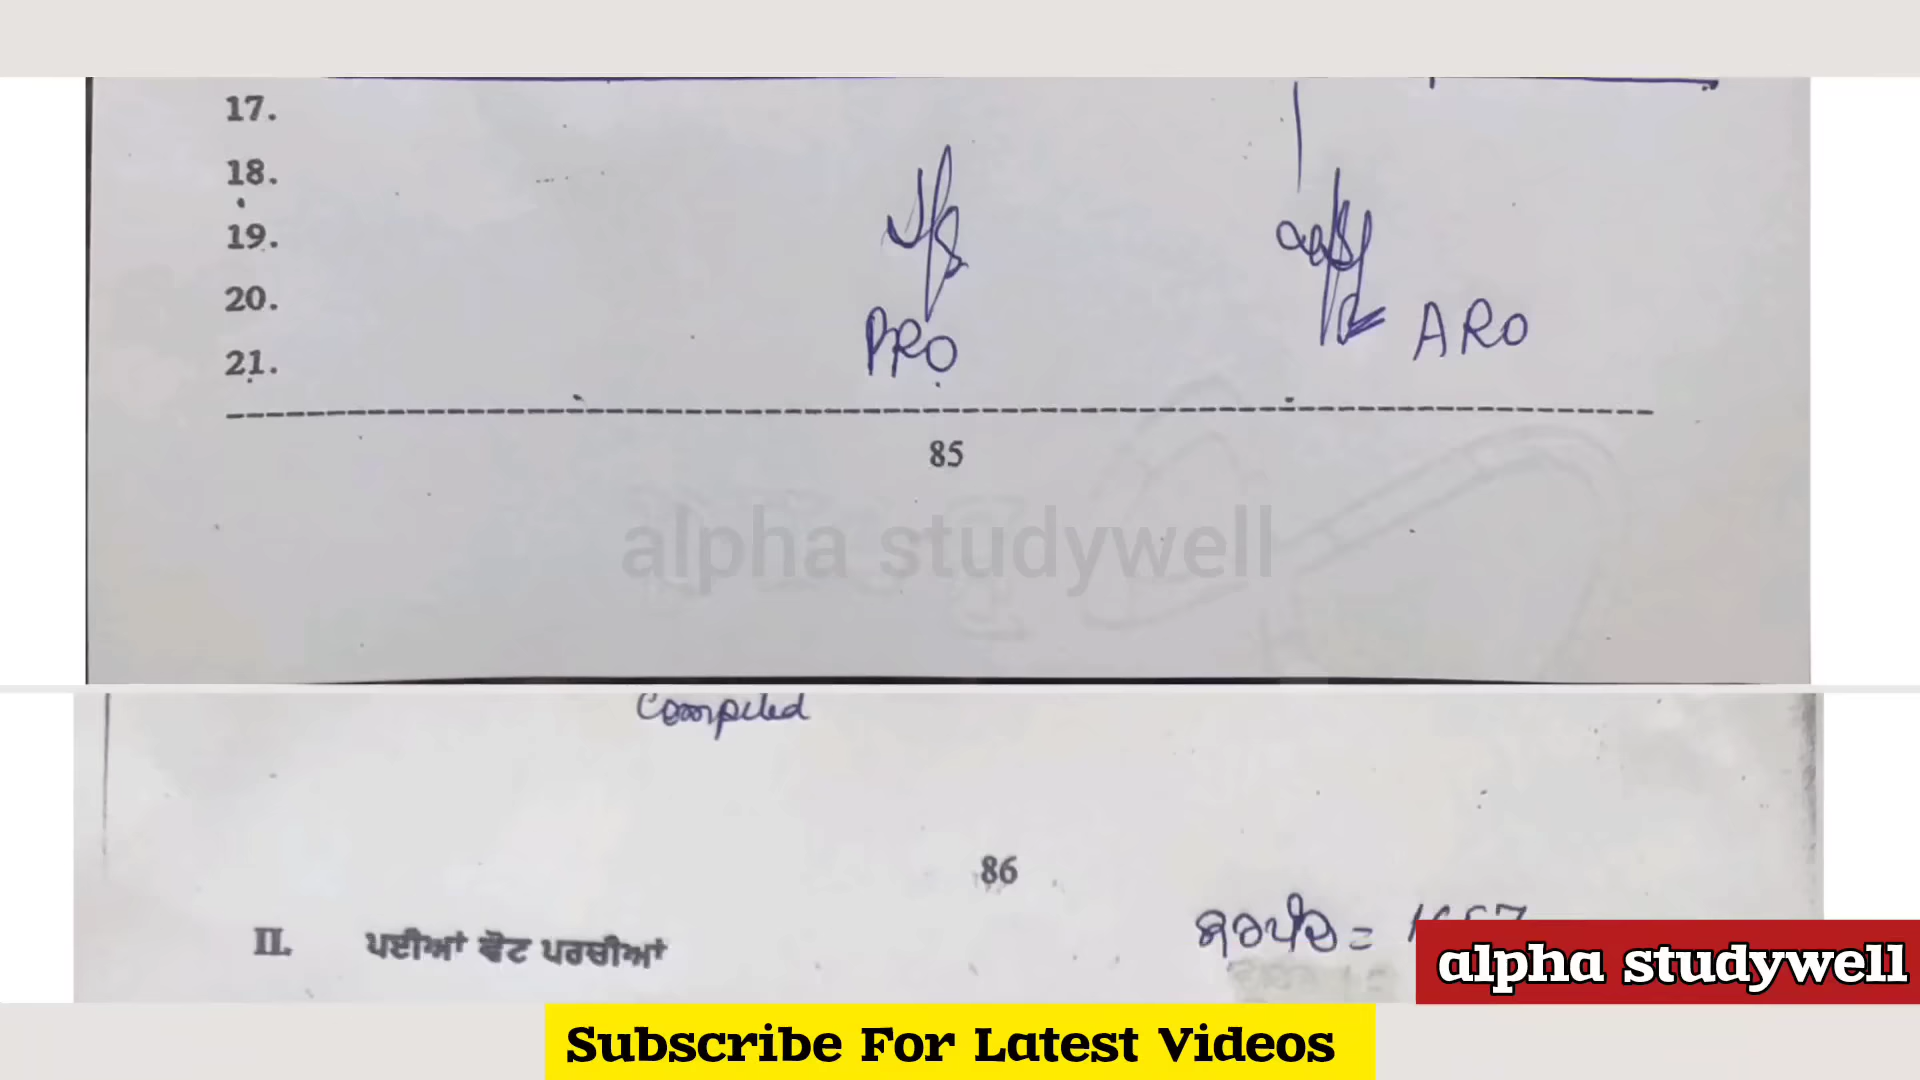 17.
18.
19.
20.
21.
PRO
ARO
85
alpha studywell
Compiled
86
II. ਪਈਆਂ ਵੋਟ ਪਰਚੀਆਂ
ਸਰਪੰਚ =
alpha studywell
Subscribe For Latest Videos